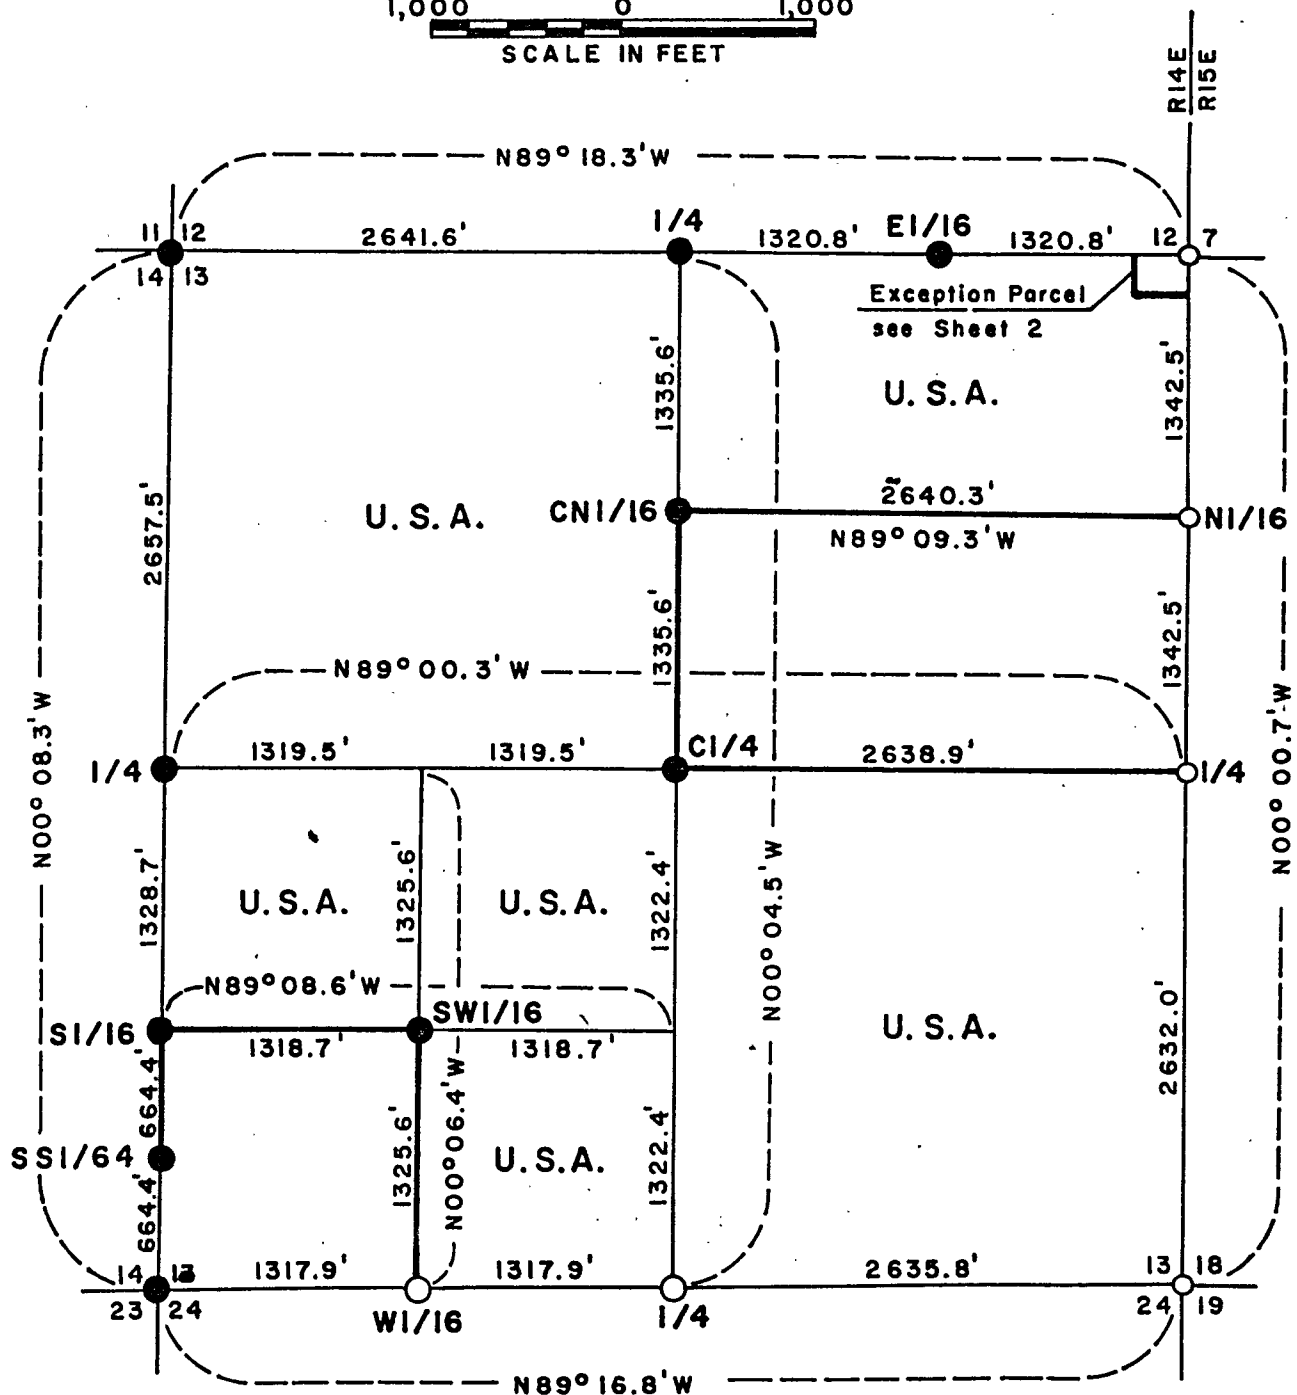 1,000 0 1,000
SCALE IN FEET
R14E
R15E
N89° 18.3' W
11 12
2641.6'
1/4
1320.8'
E1/16
1320.8'
12 7
14 13
Exception Parcel
see Sheet 2
1335.6'
1342.5'
U.S.A.
2657.5'
U.S.A.
CN1/16
2640.3'
N1/16
N89° 09.3' W
1335.6'
1342.5'
N89° 00.3' W
N00° 08.3' W
N00° 00.7' W
1/4
1319.5'
1319.5'
C1/4
2638.9'
1/4
1328.7'
1325.6'
1322.4'
N00° 04.5' W
U.S.A.
U.S.A.
N89° 08.6' W
SW1/16
S1/16
1318.7'
1318.7'
U.S.A.
2632.0'
664.4'
N00° 06.4' W
SS1/64
1325.6'
1322.4'
U.S.A.
664.4'
14
1317.9'
1317.9'
2635.8'
13 18
23 24
W1/16
1/4
24 19
N89° 16.8' W